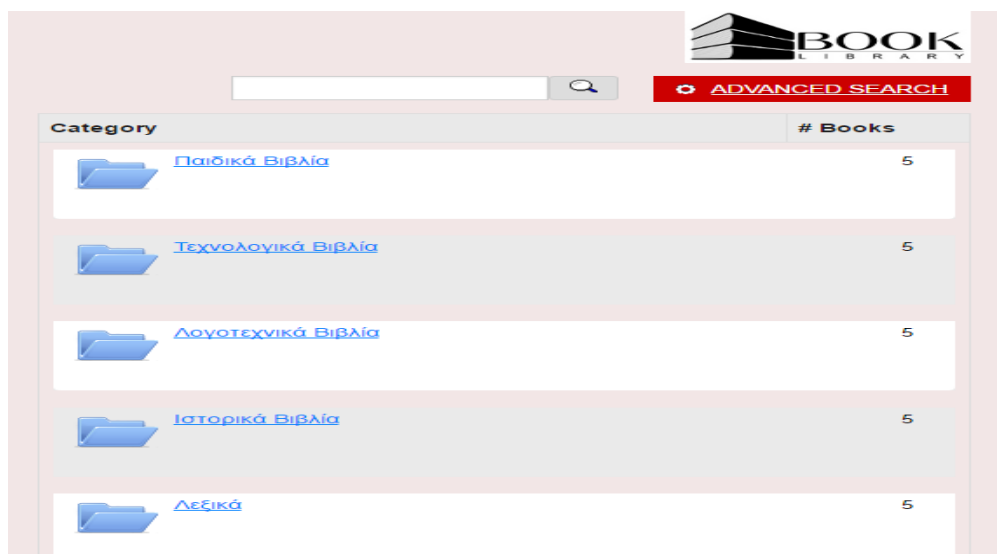 BOOK
LIBRARY
ADVANCED SEARCH
Category # Books
Παιδικά Βιβλία 5
Τεχνολογικά Βιβλία 5
Λογοτεχνικά Βιβλία 5
Ιστορικά Βιβλία 5
Λεξικά 5